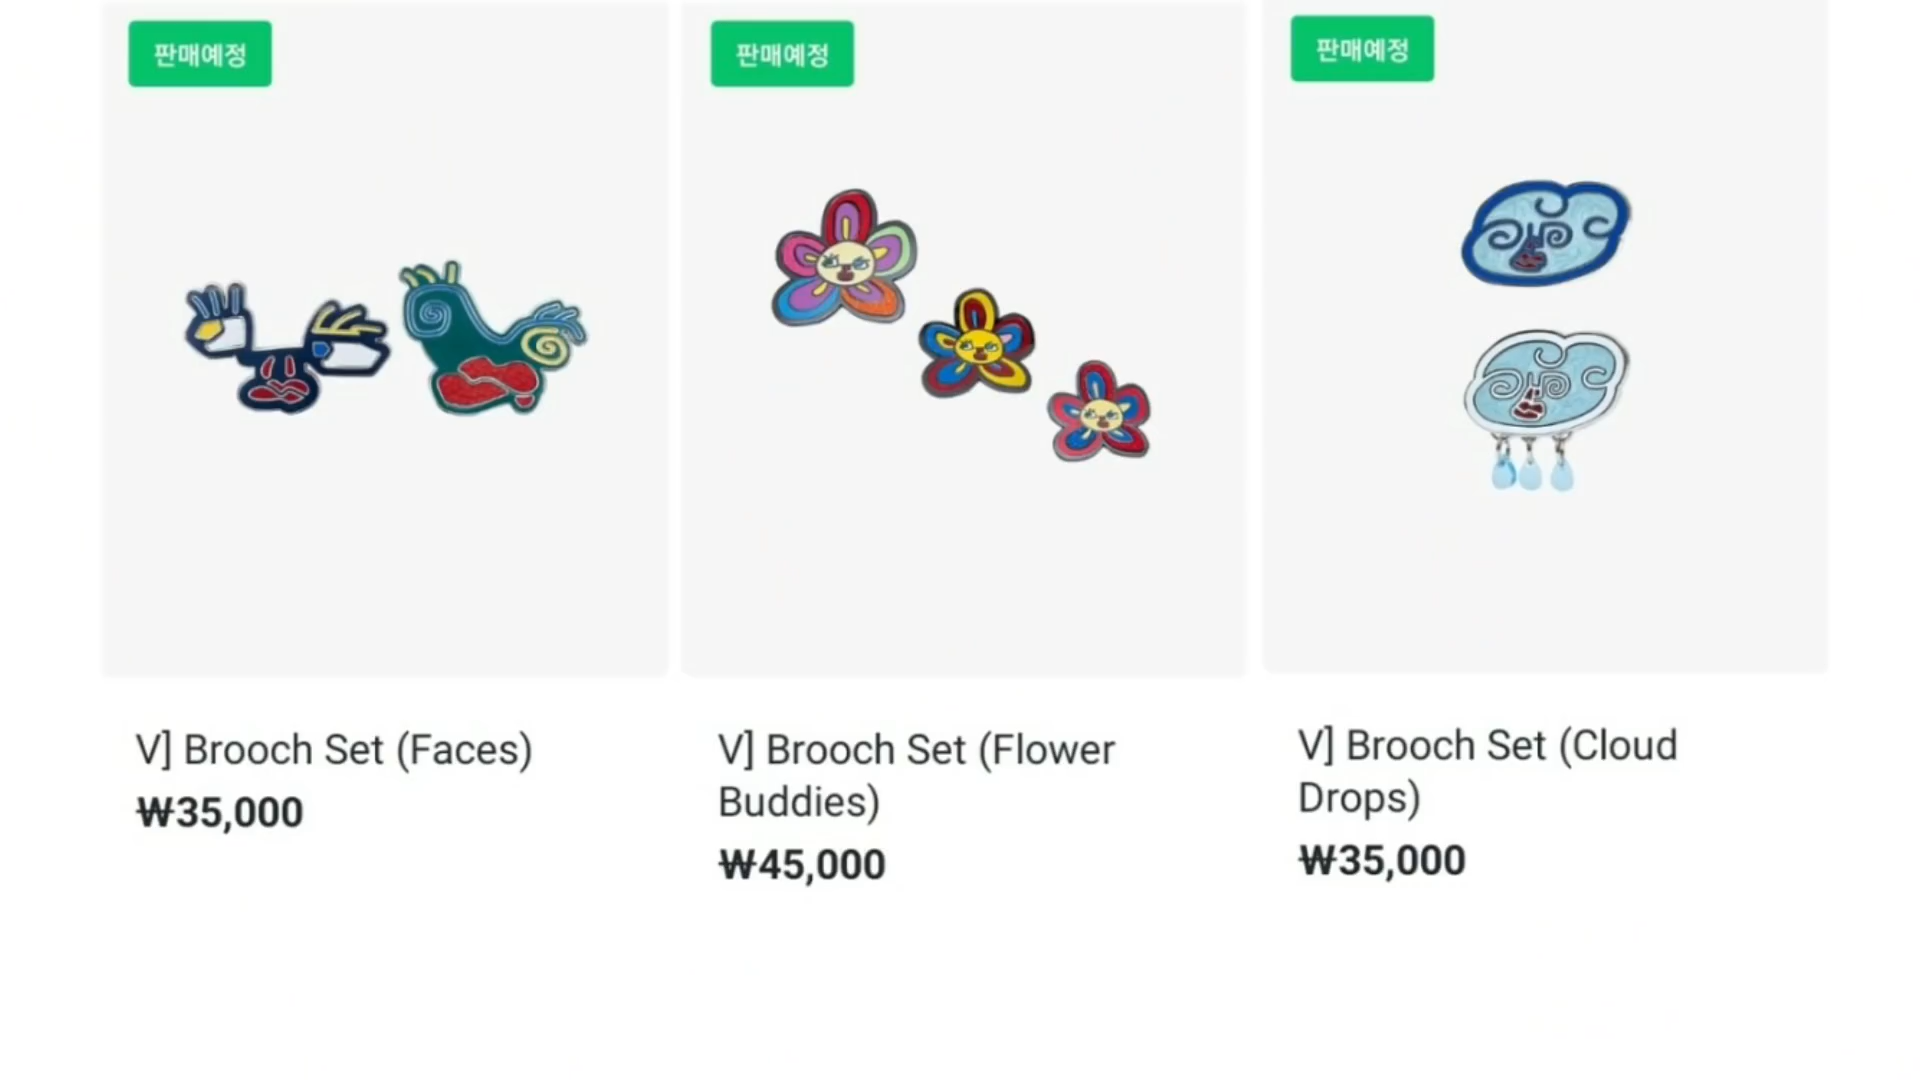 판매예정
판매예정
판매예정
V] Brooch Set (Faces)
₩35,000
V] Brooch Set (Flower
Buddies)
₩45,000
V] Brooch Set (Cloud
Drops)
₩35,000